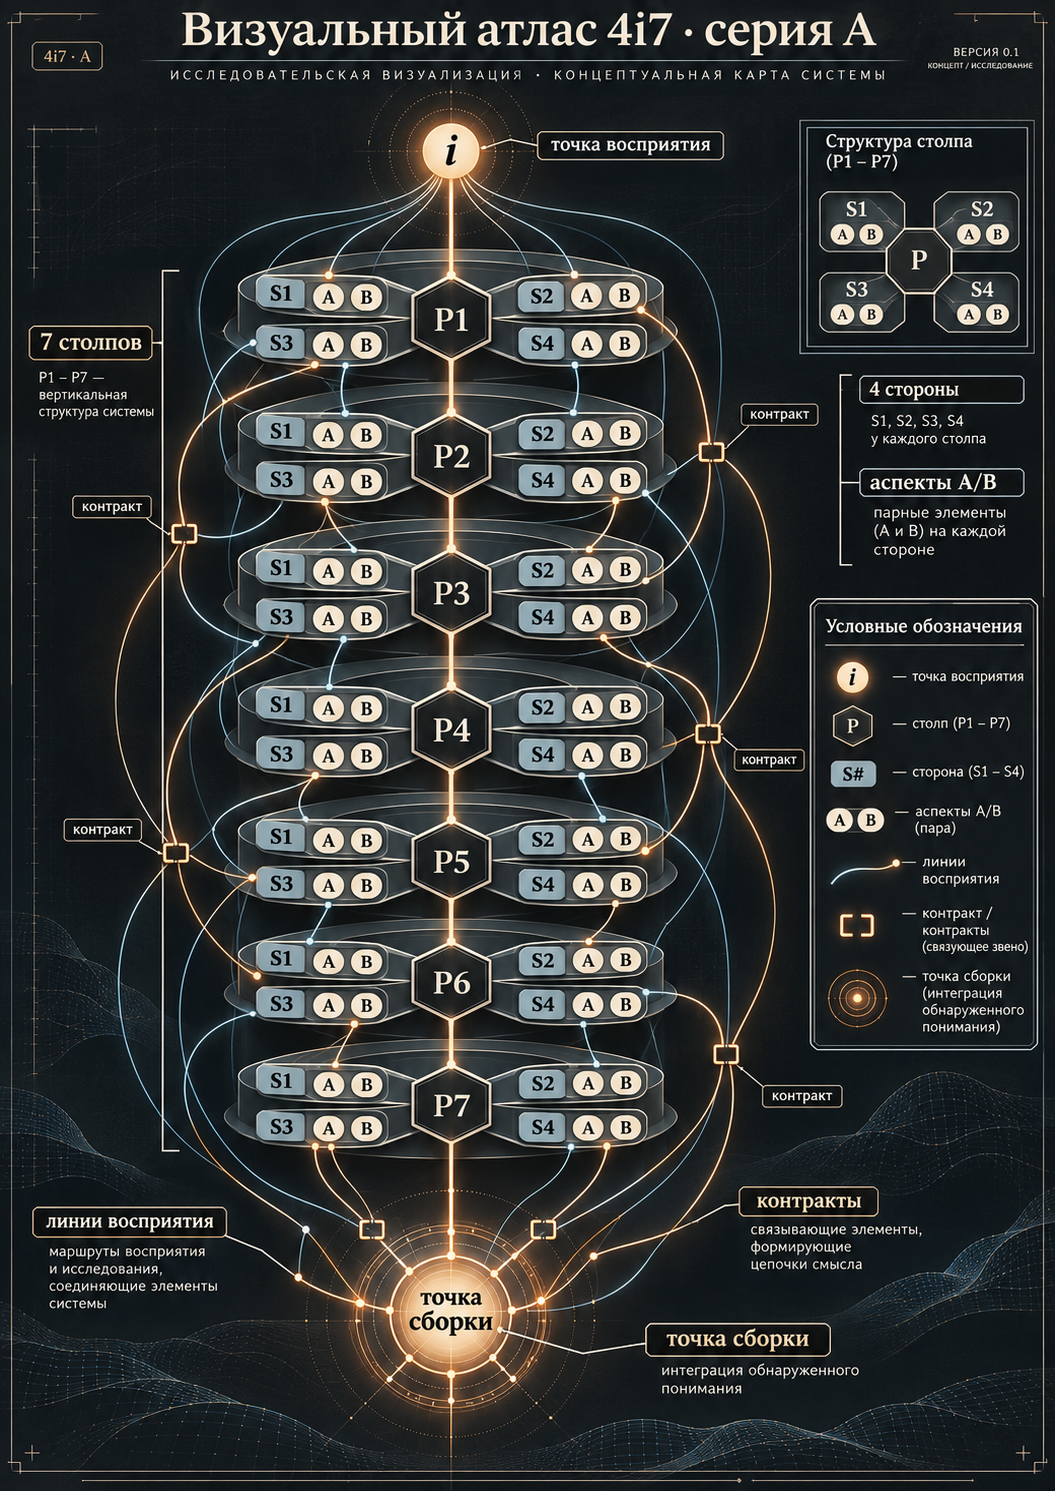 Визуальный атлас 4i7 · серия A
4i7 · A
ВЕРСИЯ 0.1
КОНЦЕПТ / ИССЛЕДОВАНИЕ
ИССЛЕДОВАТЕЛЬСКАЯ ВИЗУАЛИЗАЦИЯ · КОНЦЕПТУАЛЬНАЯ КАРТА СИСТЕМЫ
i
точка восприятия
Структура столпа
(P1 – P7)
S1 S2
A B A B
P
S3 S4
A B A B
7 столпов
P1 – P7 —
вертикальная
структура системы
S1 A B S2 A B
P1
S3 A B S4 A B
S1 A B S2 A B
P2
S3 A B S4 A B
S1 A B S2 A B
P3
S3 A B S4 A B
S1 A B S2 A B
P4
S3 A B S4 A B
S1 A B S2 A B
P5
S3 A B S4 A B
S1 A B S2 A B
P6
S3 A B S4 A B
S1 A B S2 A B
P7
S3 A B S4 A B
контракт
контракт
контракт
контракт
контракт
4 стороны
S1, S2, S3, S4
у каждого столпа
аспекты A/B
парные элементы
(A и B) на каждой
стороне
Условные обозначения
i — точка восприятия
P — столп (P1 – P7)
S# — сторона (S1 – S4)
A B — аспекты A/B
(пара)
— линии
восприятия
— контракт /
контракты
(связующее звено)
— точка сборки
(интеграция
обнаруженного
понимания)
линии восприятия
маршруты восприятия
и исследования,
соединяющие элементы
системы
контракты
связывающие элементы,
формирующие
цепочки смысла
точка
сборки
точка сборки
интеграция обнаруженного
понимания